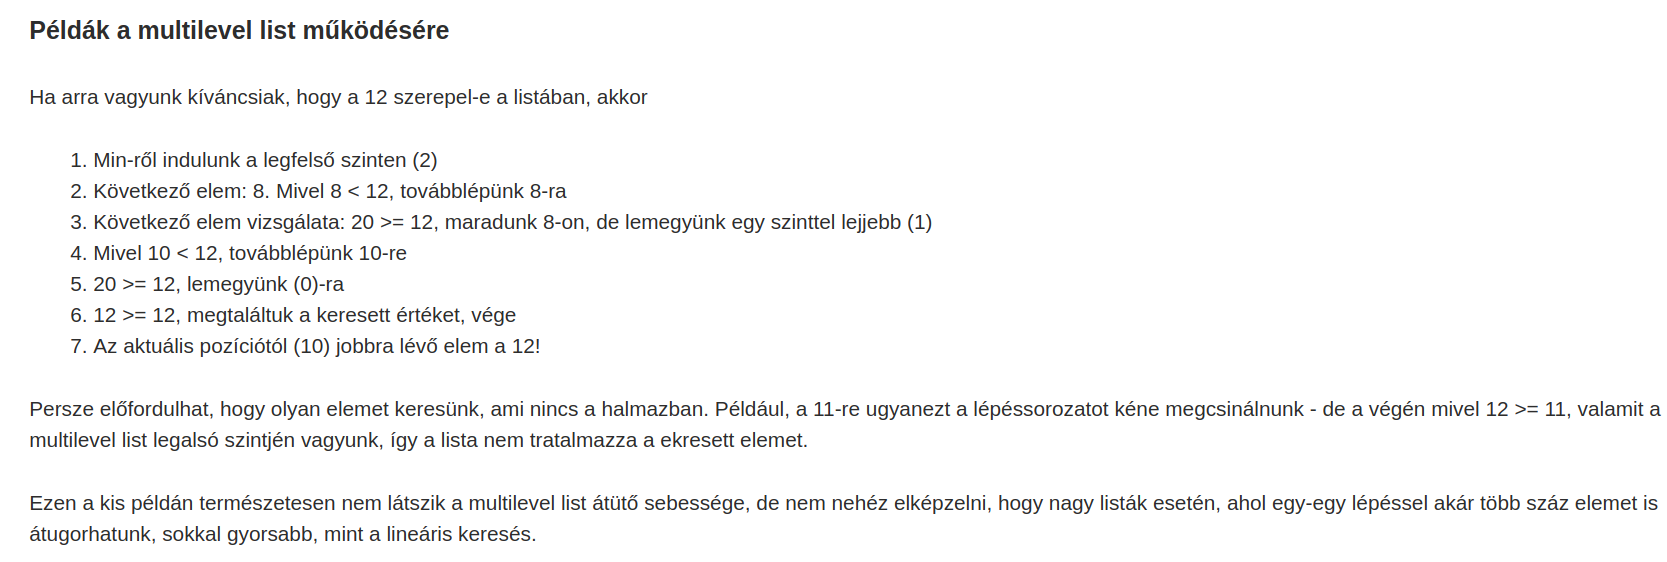 Példák a multilevel list működésére
Ha arra vagyunk kíváncsiak, hogy a 12 szerepel-e a listában, akkor
1. Min-ről indulunk a legfelső szinten (2)
2. Következő elem: 8. Mivel 8 < 12, továbblépünk 8-ra
3. Következő elem vizsgálata: 20 >= 12, maradunk 8-on, de lemegyünk egy szinttel lejjebb (1)
4. Mivel 10 < 12, továbblépünk 10-re
5. 20 >= 12, lemegyünk (0)-ra
6. 12 >= 12, megtaláltuk a keresett értéket, vége
7. Az aktuális pozíciótól (10) jobbra lévő elem a 12!
Persze előfordulhat, hogy olyan elemet keresünk, ami nincs a halmazban. Például, a 11-re ugyanezt a lépéssorozatot kéne megcsinálnunk - de a végén mivel 12 >= 11, valamit a
multilevel list legalsó szintjén vagyunk, így a lista nem tratalmazza a ekresett elemet.
Ezen a kis példán természetesen nem látszik a multilevel list átütő sebessége, de nem nehéz elképzelni, hogy nagy listák esetén, ahol egy-egy lépéssel akár több száz elemet is
átugorhatunk, sokkal gyorsabb, mint a lineáris keresés.